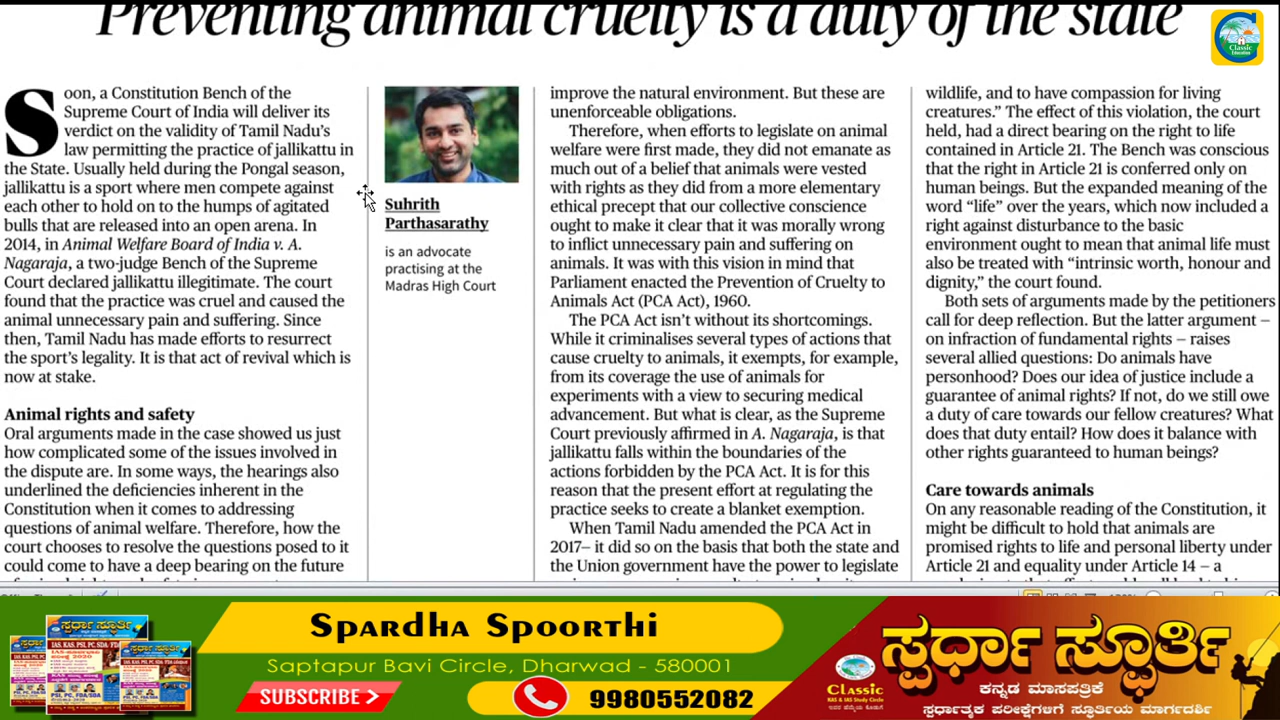 Preventing animal cruelty is a duty of the state
Classic
Education
Soon, a Constitution Bench of the
Supreme Court of India will deliver its
verdict on the validity of Tamil Nadu's
law permitting the practice of jallikattu in
the State. Usually held during the Pongal season,
jallikattu is a sport where men compete against
each other to hold on to the humps of agitated
bulls that are released into an open arena. In
2014, in Animal Welfare Board of India v. A.
Nagaraja, a two-judge Bench of the Supreme
Court declared jallikattu illegitimate. The court
found that the practice was cruel and caused the
animal unnecessary pain and suffering. Since
then, Tamil Nadu has made efforts to resurrect
the sport's legality. It is that act of revival which is
now at stake.
Animal rights and safety
Oral arguments made in the case showed us just
how complicated some of the issues involved in
the dispute are. In some ways, the hearings also
underlined the deficiencies inherent in the
Constitution when it comes to addressing
questions of animal welfare. Therefore, how the
court chooses to resolve the questions posed to it
could come to have a deep bearing on the future
Suhrith
Parthasarathy
is an advocate
practising at the
Madras High Court
improve the natural environment. But these are
unenforceable obligations.
Therefore, when efforts to legislate on animal
welfare were first made, they did not emanate as
much out of a belief that animals were vested
with rights as they did from a more elementary
ethical precept that our collective conscience
ought to make it clear that it was morally wrong
to inflict unnecessary pain and suffering on
animals. It was with this vision in mind that
Parliament enacted the Prevention of Cruelty to
Animals Act (PCA Act), 1960.
The PCA Act isn't without its shortcomings.
While it criminalises several types of actions that
cause cruelty to animals, it exempts, for example,
from its coverage the use of animals for
experiments with a view to securing medical
advancement. But what is clear, as the Supreme
Court previously affirmed in A. Nagaraja, is that
jallikattu falls within the boundaries of the
actions forbidden by the PCA Act. It is for this
reason that the present effort at regulating the
practice seeks to create a blanket exemption.
When Tamil Nadu amended the PCA Act in
2017— it did so on the basis that both the state and
the Union government have the power to legislate
wildlife, and to have compassion for living
creatures." The effect of this violation, the court
held, had a direct bearing on the right to life
contained in Article 21. The Bench was conscious
that the right in Article 21 is conferred only on
human beings. But the expanded meaning of the
word "life" over the years, which now included a
right against disturbance to the basic
environment ought to mean that animal life must
also be treated with "intrinsic worth, honour and
dignity," the court found.
Both sets of arguments made by the petitioners
call for deep reflection. But the latter argument —
on infraction of fundamental rights — raises
several allied questions: Do animals have
personhood? Does our idea of justice include a
guarantee of animal rights? If not, do we still owe
a duty of care towards our fellow creatures? What
does that duty entail? How does it balance with
other rights guaranteed to human beings?
Care towards animals
On any reasonable reading of the Constitution, it
might be difficult to hold that animals are
promised rights to life and personal liberty under
Article 21 and equality under Article 14 — a
Spardha Spoorthi
Saptapur Bavi Circle Dharwad - 580001
SUBSCRIBE >
9980552082
Classic
KAS & IAS Study Circle
ಸ್ಪರ್ಧಾ ಸ್ಫೂರ್ತಿ
ಕನ್ನಡ ಮಾಸಪತ್ರಿಕೆ
ಸ್ಪರ್ಧಾತ್ಮಕ ಪರೀಕ್ಷೆಗಳಿಗೆ ಸ್ಫೂರ್ತಿಯ ಮಾರ್ಗದರ್ಶಿ